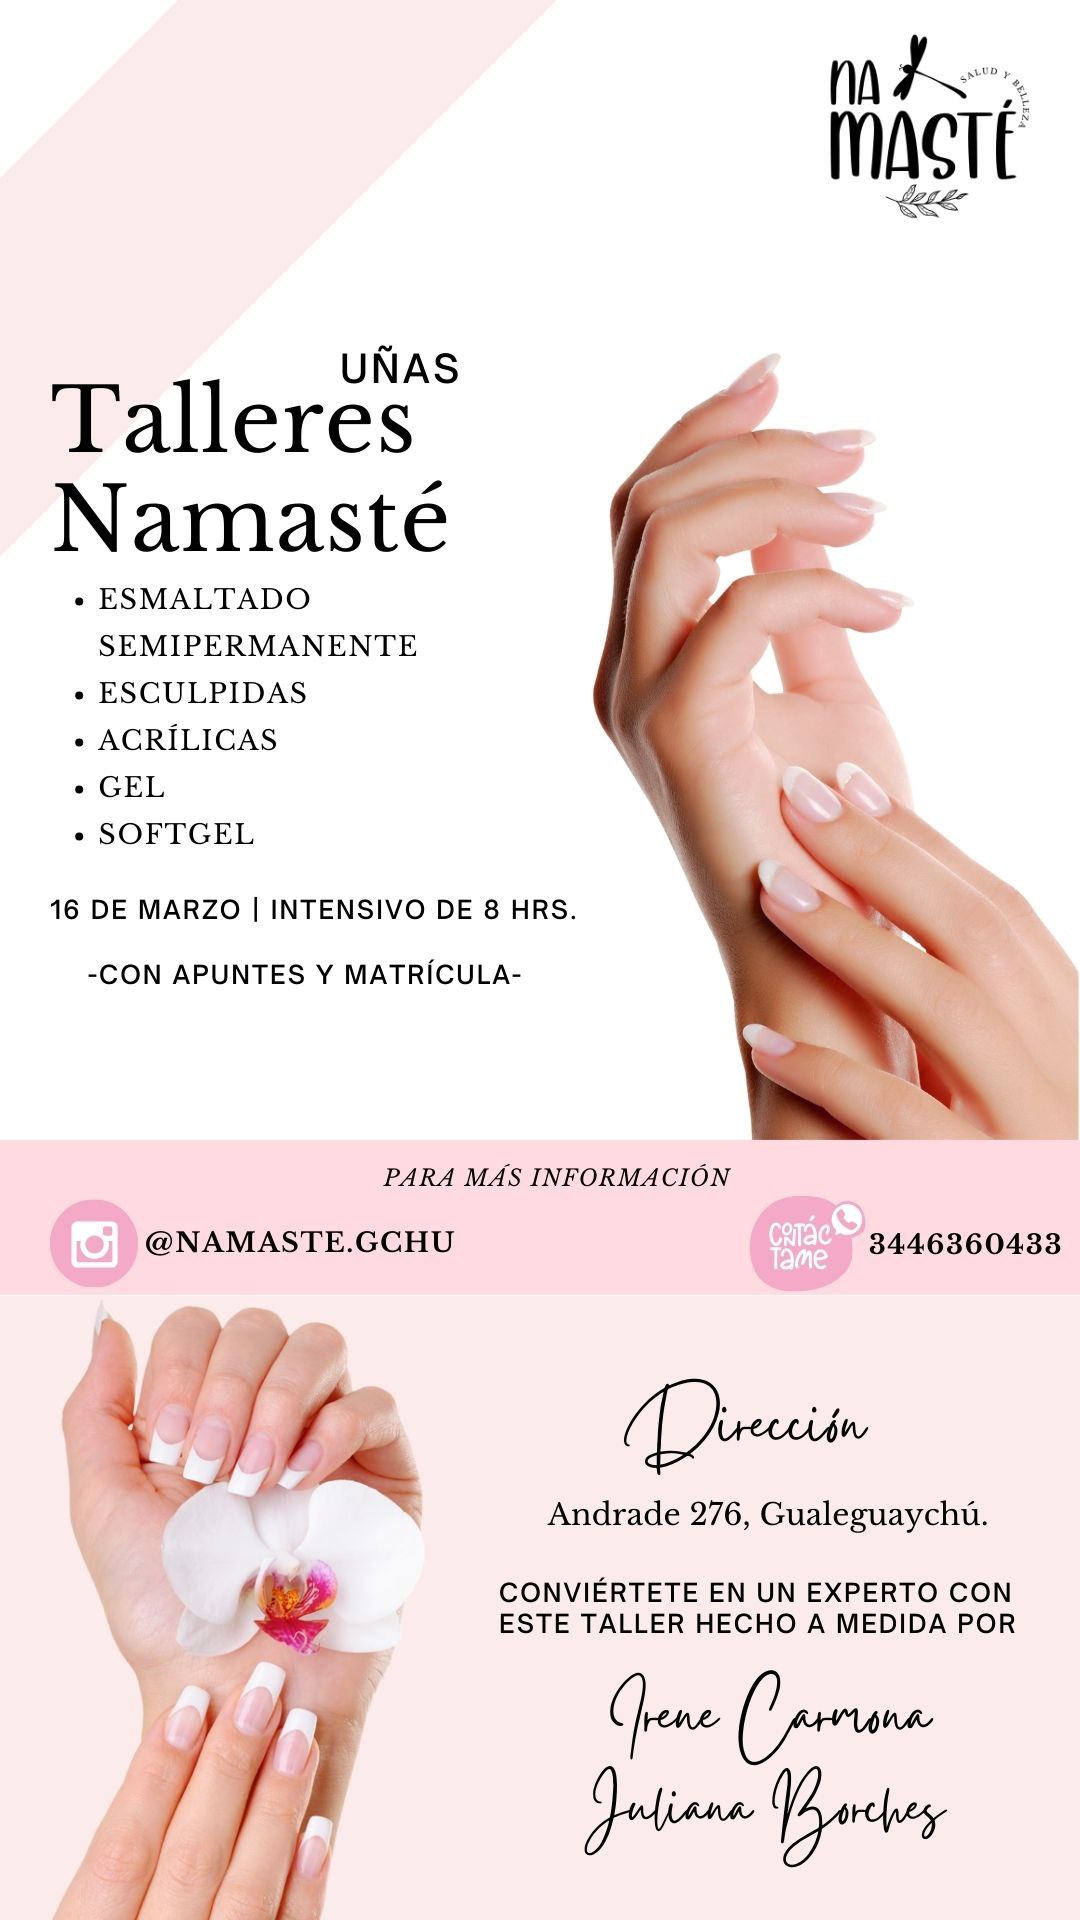 NA
MASTÉ
SALUD Y BELLEZA
UÑAS
Talleres
Namasté
• ESMALTADO
SEMIPERMANENTE
• ESCULPIDAS
• ACRÍLICAS
• GEL
• SOFTGEL
16 DE MARZO | INTENSIVO DE 8 HRS.
-CON APUNTES Y MATRÍCULA-
PARA MÁS INFORMACIÓN
@NAMASTE.GCHU
CONTÁC
TAME
3446360433
Dirección
Andrade 276, Gualeguaychú.
CONVIÉRTETE EN UN EXPERTO CON
ESTE TALLER HECHO A MEDIDA POR
Irene Carmona
Juliana Borches